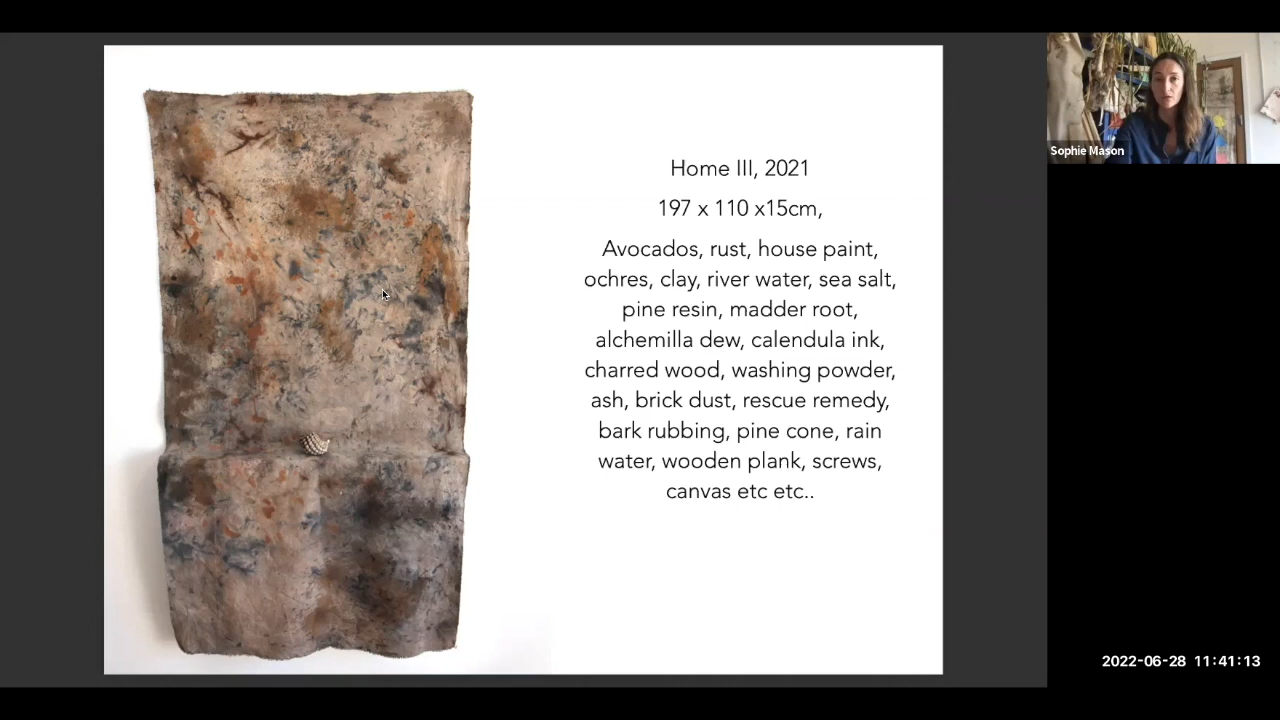 Home III, 2021
197 x 110 x15cm,
Avocados, rust, house paint,
ochres, clay, river water, sea salt,
pine resin, madder root,
alchemilla dew, calendula ink,
charred wood, washing powder,
ash, brick dust, rescue remedy,
bark rubbing, pine cone, rain
water, wooden plank, screws,
canvas etc etc..
Sophie Mason
2022-06-28 11:41:13